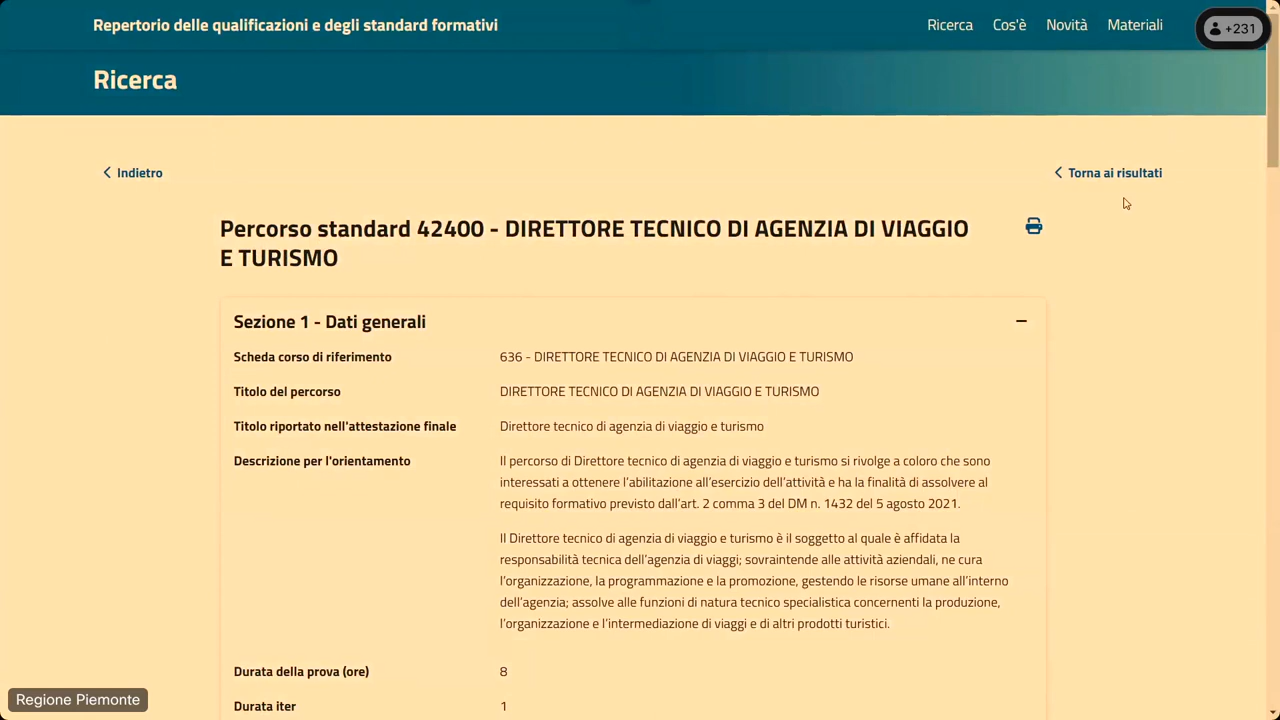 Repertorio delle qualificazioni e degli standard formativi
Ricerca Cos'è Novità Materiali
+231
Ricerca
Indietro
Torna ai risultati
Percorso standard 42400 - DIRETTORE TECNICO DI AGENZIA DI VIAGGIO
E TURISMO
Sezione 1 - Dati generali
Scheda corso di riferimento 636 - DIRETTORE TECNICO DI AGENZIA DI VIAGGIO E TURISMO
Titolo del percorso DIRETTORE TECNICO DI AGENZIA DI VIAGGIO E TURISMO
Titolo riportato nell'attestazione finale Direttore tecnico di agenzia di viaggio e turismo
Descrizione per l'orientamento Il percorso di Direttore tecnico di agenzia di viaggio e turismo si rivolge a coloro che sono
interessati a ottenere l’abilitazione all’esercizio dell’attività e ha la finalità di assolvere al
requisito formativo previsto dall’art. 2 comma 3 del DM n. 1432 del 5 agosto 2021.
Il Direttore tecnico di agenzia di viaggio e turismo è il soggetto al quale è affidata la
responsabilità tecnica dell'agenzia di viaggi; sovraintende alle attività aziendali, ne cura
l’organizzazione, la programmazione e la promozione, gestendo le risorse umane all’interno
dell’agenzia; assolve alle funzioni di natura tecnico specialistica concernenti la produzione,
l’organizzazione e l’intermediazione di viaggi e di altri prodotti turistici.
Durata della prova (ore) 8
Durata iter 1
Regione Piemonte